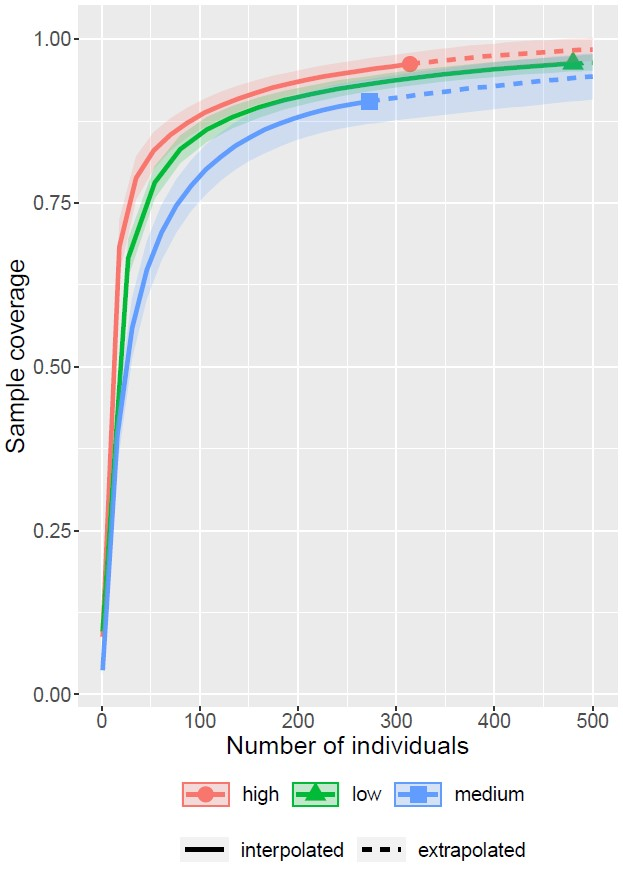 1.00
0.75
0.50
0.25
0.00
Sample coverage
0 100 200 300 400 500
Number of individuals
high low medium
interpolated extrapolated